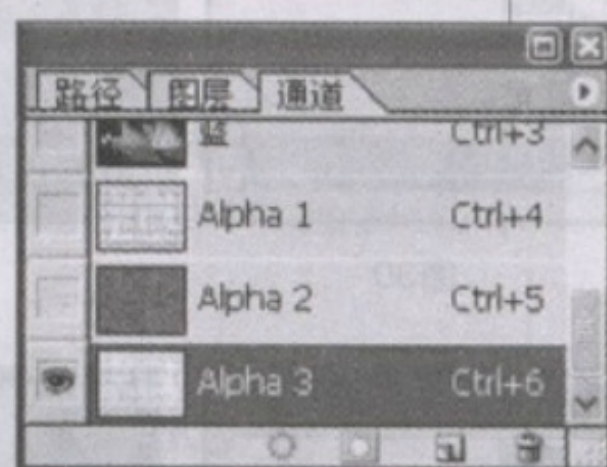 路径 图层 通道
蓝 Ctrl+3
Alpha 1 Ctrl+4
Alpha 2 Ctrl+5
Alpha 3 Ctrl+6